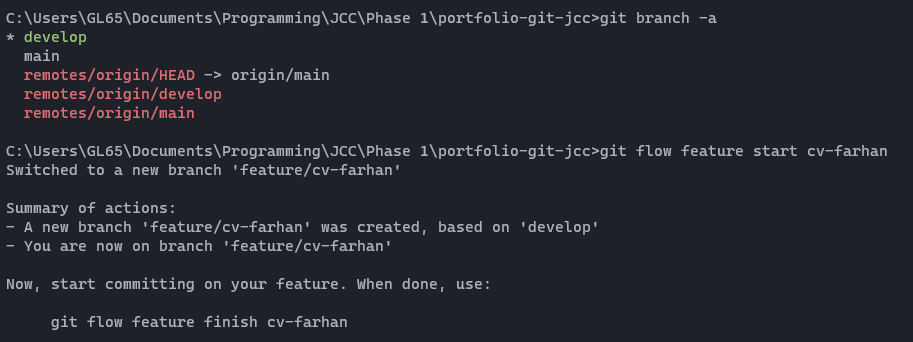 C:\Users\GL65\Documents\Programming\JCC\Phase 1\portfolio-git-jcc>git branch -a
* develop
  main
  remotes/origin/HEAD -> origin/main
  remotes/origin/develop
  remotes/origin/main
C:\Users\GL65\Documents\Programming\JCC\Phase 1\portfolio-git-jcc>git flow feature start cv-farhan
Switched to a new branch 'feature/cv-farhan'
Summary of actions:
- A new branch 'feature/cv-farhan' was created, based on 'develop'
- You are now on branch 'feature/cv-farhan'
Now, start committing on your feature. When done, use:
     git flow feature finish cv-farhan